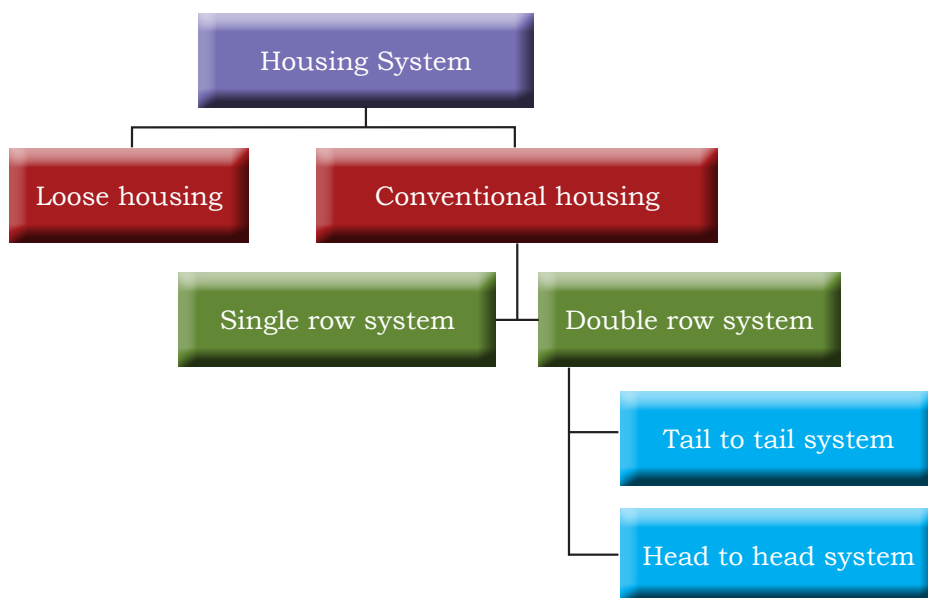 Housing System
Loose housing
Conventional housing
Single row system
Double row system
Tail to tail system
Head to head system